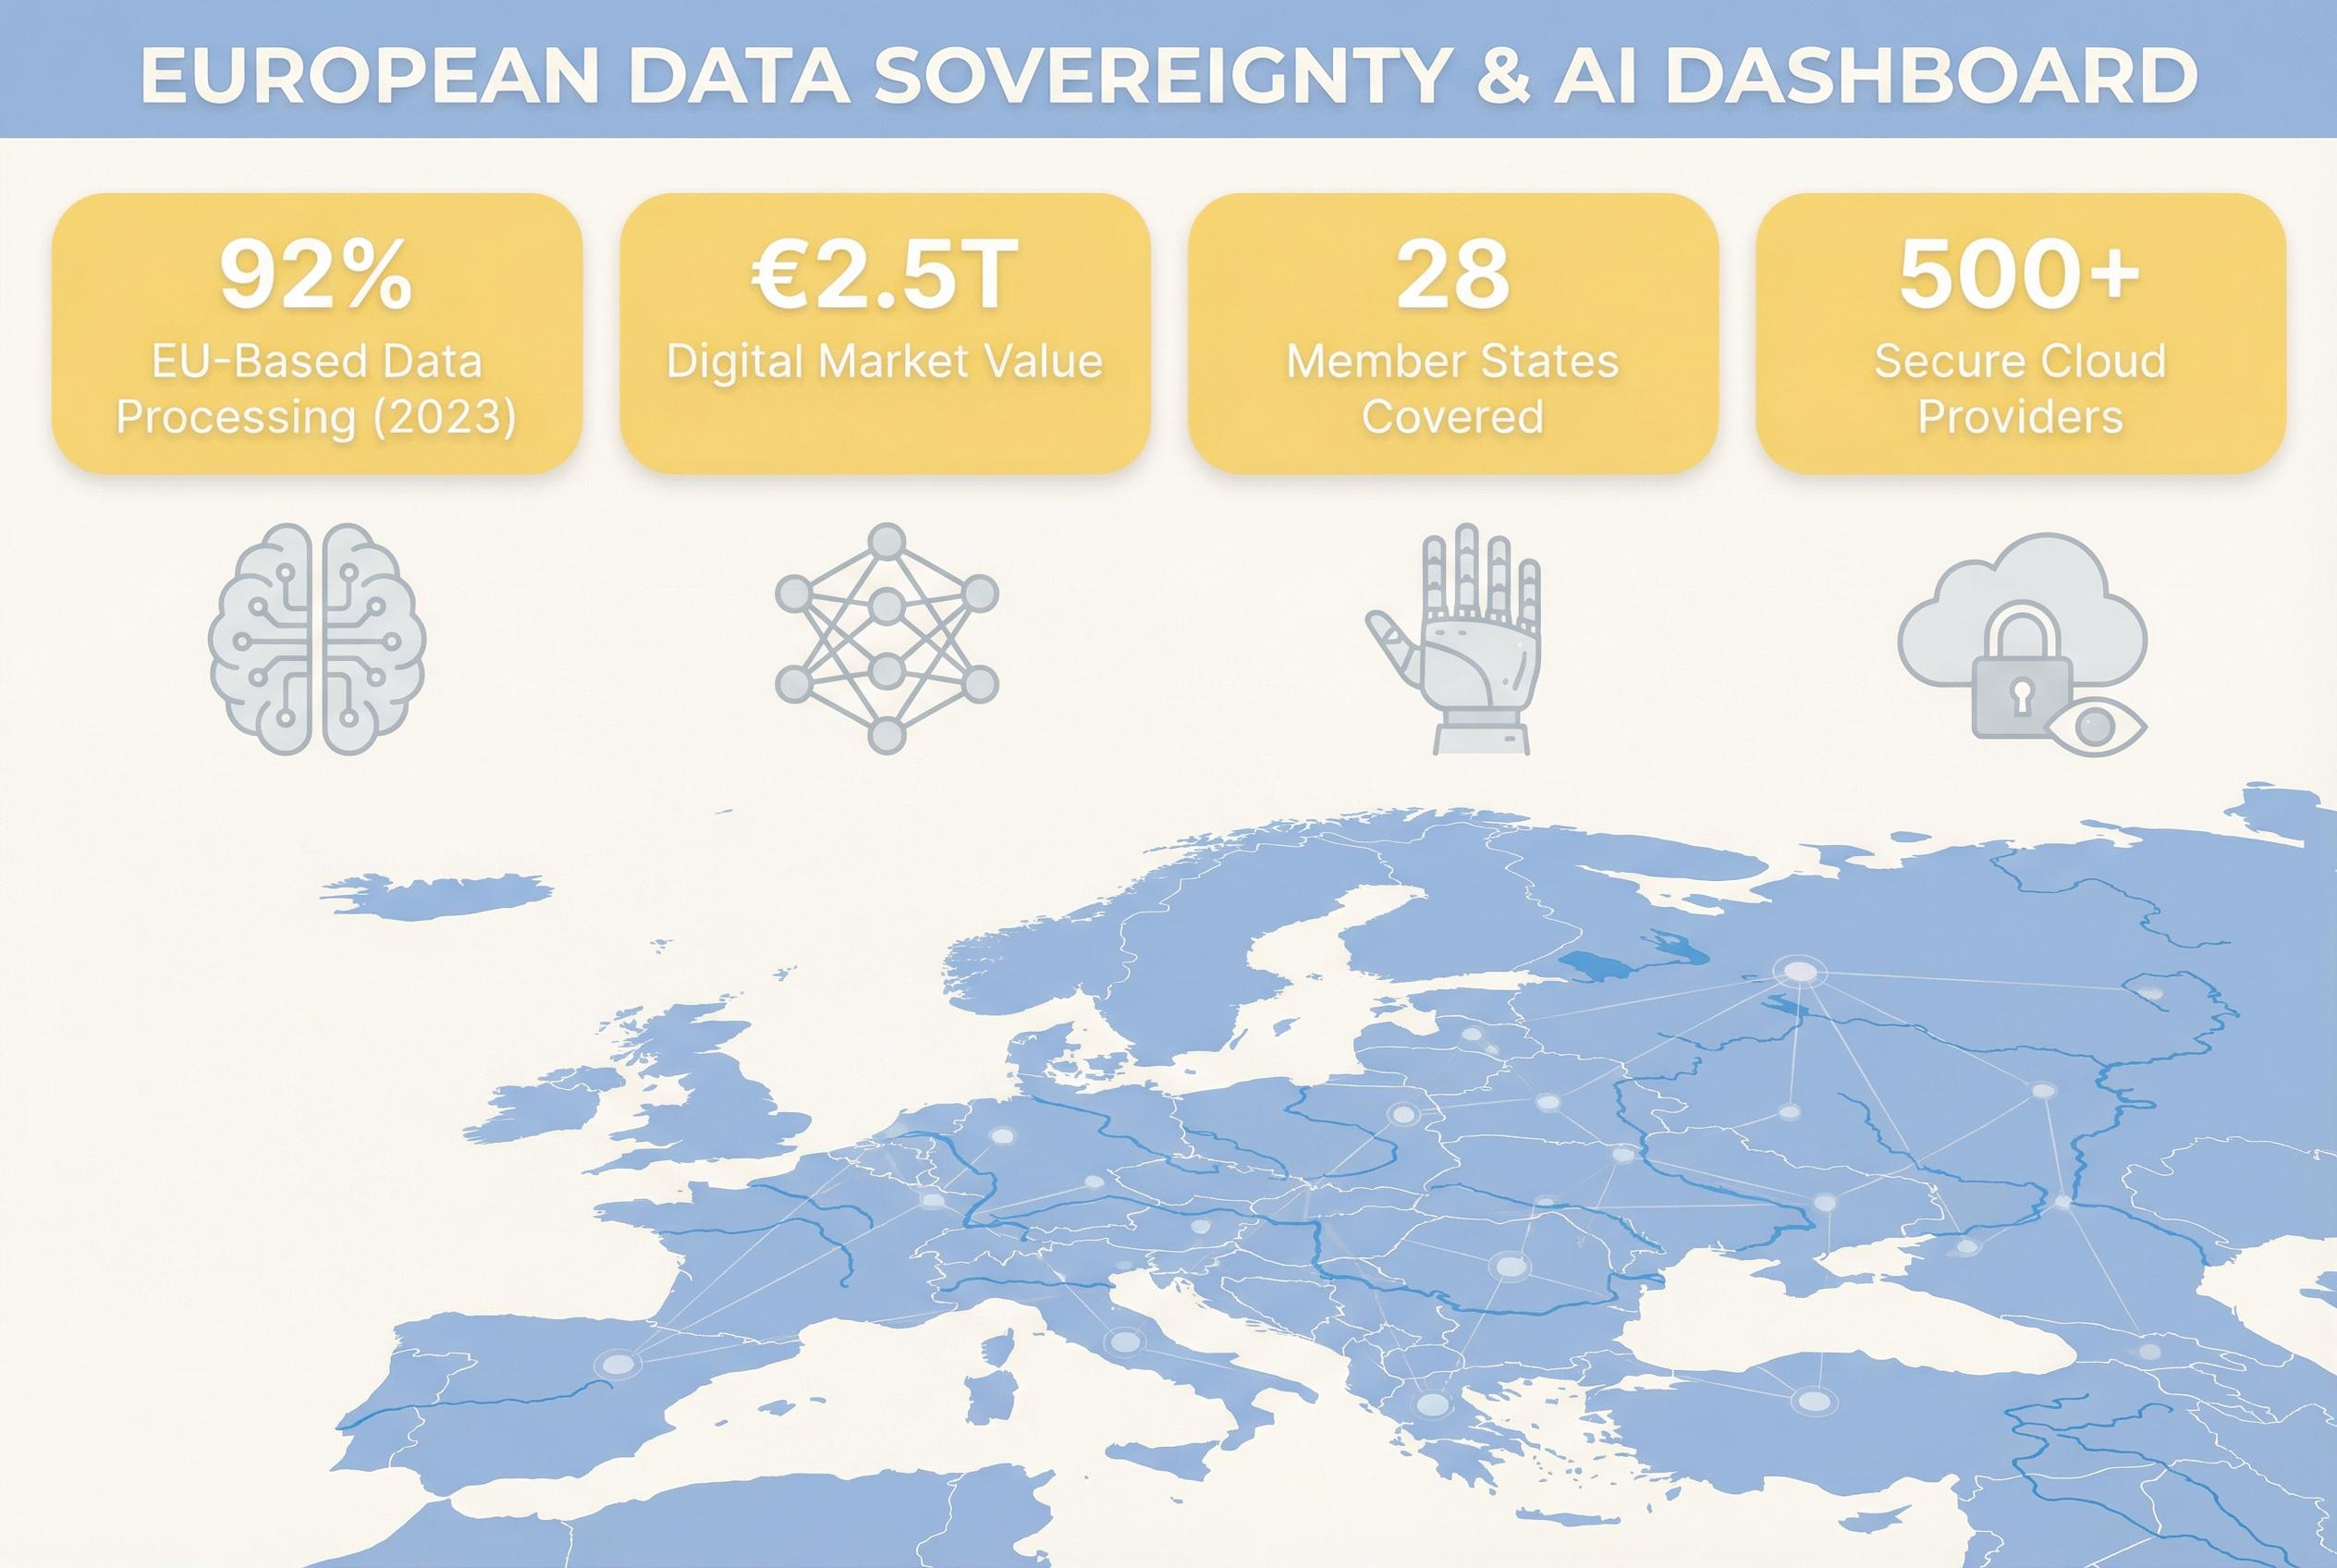 EUROPEAN DATA SOVEREIGNTY & AI DASHBOARD
92%
EU-Based Data
Processing (2023)
€2.5T
Digital Market Value
28
Member States
Covered
500+
Secure Cloud
Providers